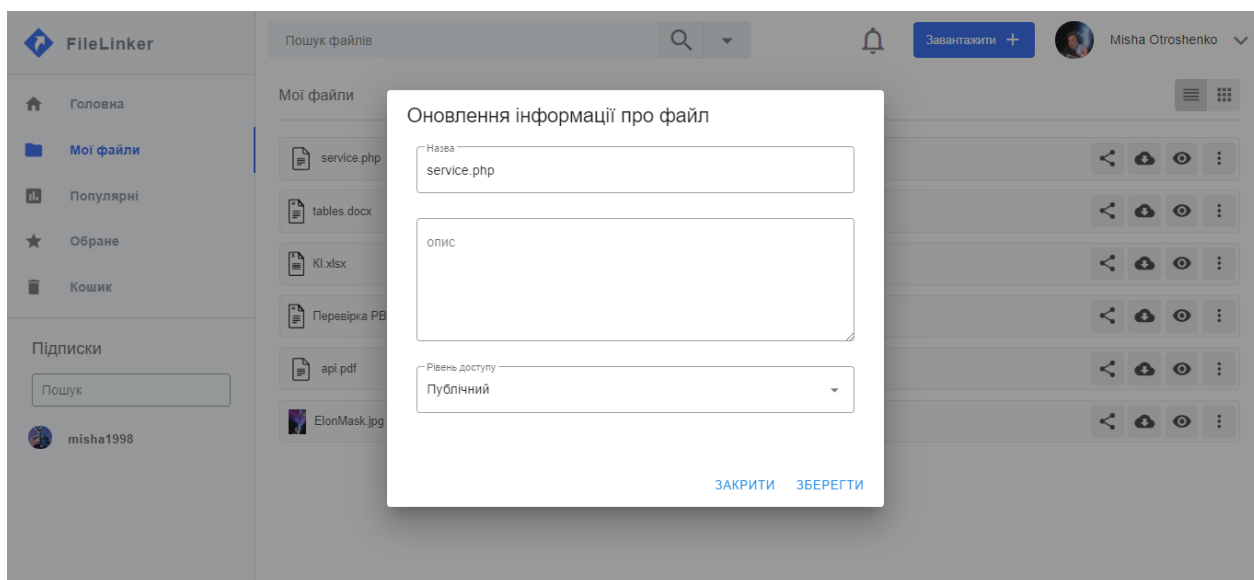 FileLinker
Пошук файлів
Завантажити
Misha Otroshenko
Головна
Мої файли
Популярні
Обране
Кошик
Підписки
Пошук
misha1998
Мої файли
service.php
tables.docx
KI.xlsx
Перевірка РВ
api.pdf
ElonMask.jpg
Оновлення інформації про файл
Назва
service.php
опис
Рівень доступу
Публічний
ЗАКРИТИ ЗБЕРЕГТИ